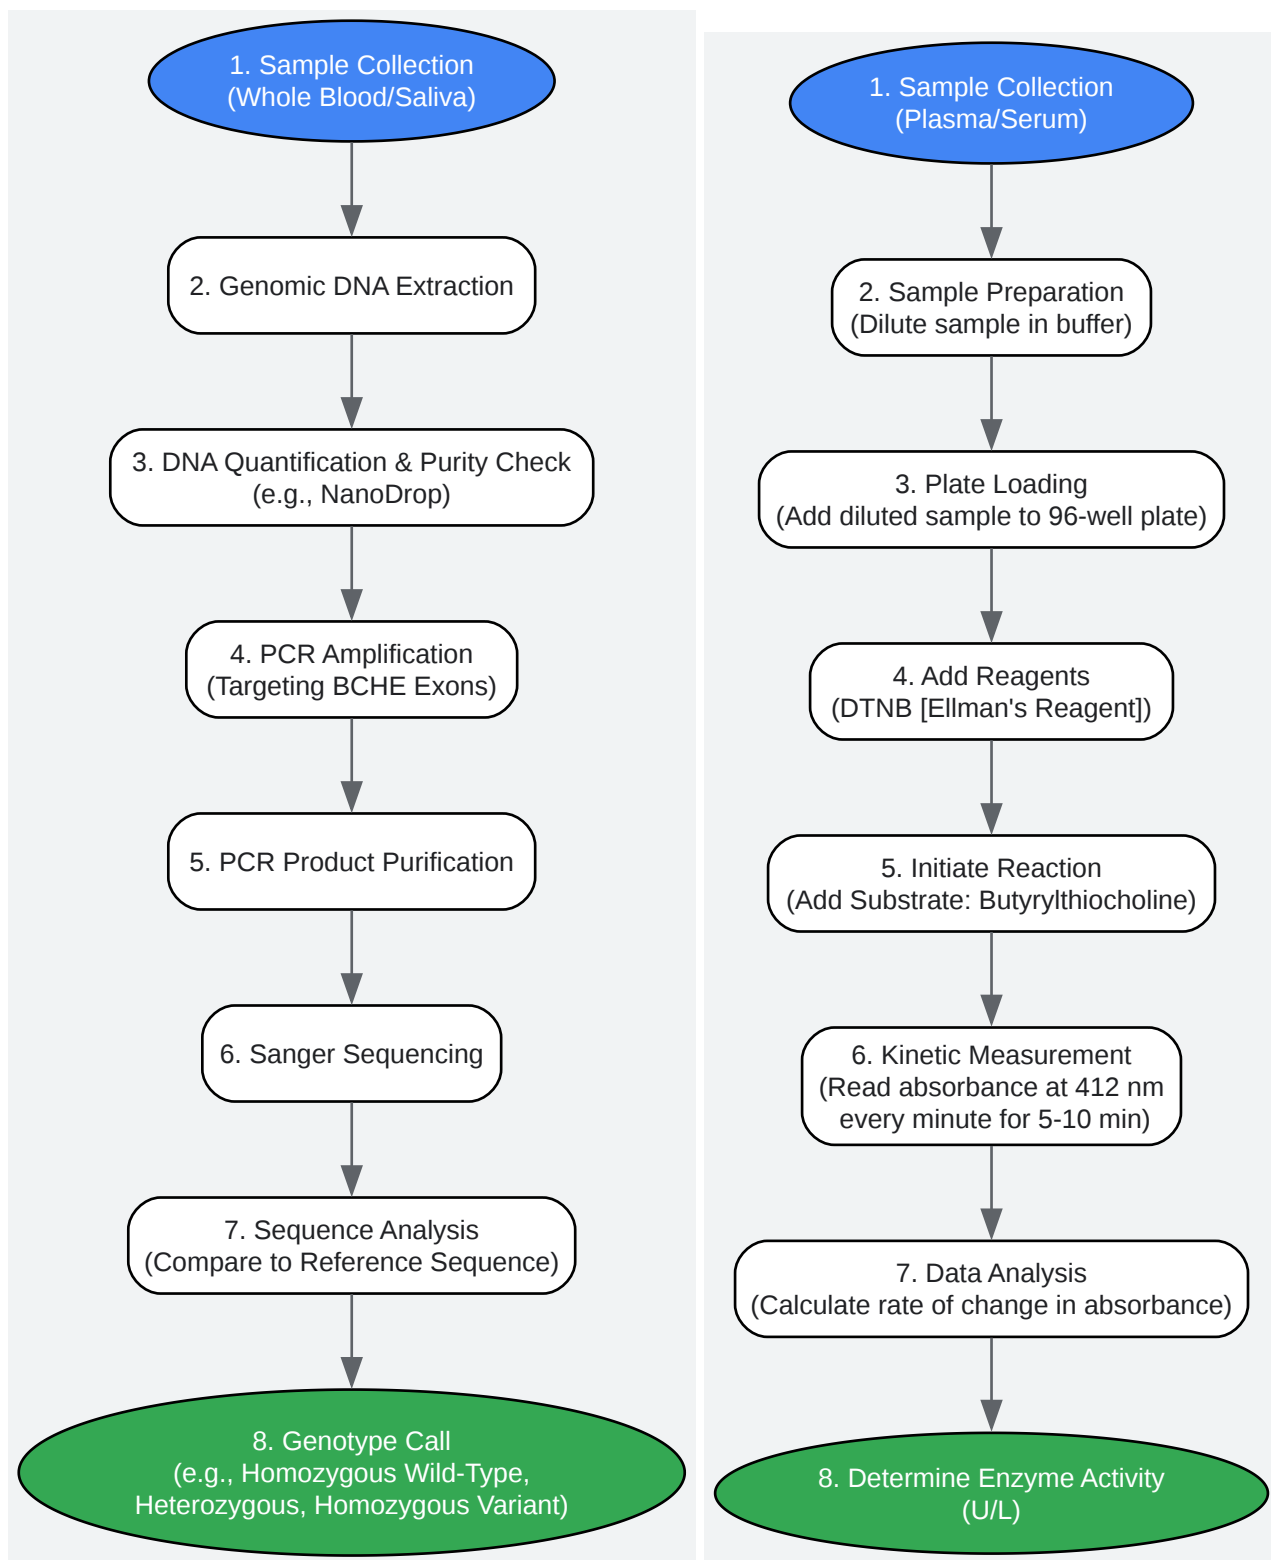 1. Sample Collection
(Whole Blood/Saliva)
2. Genomic DNA Extraction
3. DNA Quantification & Purity Check
(e.g., NanoDrop)
4. PCR Amplification
(Targeting BCHE Exons)
5. PCR Product Purification
6. Sanger Sequencing
7. Sequence Analysis
(Compare to Reference Sequence)
8. Genotype Call
(e.g., Homozygous Wild-Type,
Heterozygous, Homozygous Variant)
1. Sample Collection
(Plasma/Serum)
2. Sample Preparation
(Dilute sample in buffer)
3. Plate Loading
(Add diluted sample to 96-well plate)
4. Add Reagents
(DTNB [Ellman's Reagent])
5. Initiate Reaction
(Add Substrate: Butyrylthiocholine)
6. Kinetic Measurement
(Read absorbance at 412 nm
every minute for 5-10 min)
7. Data Analysis
(Calculate rate of change in absorbance)
8. Determine Enzyme Activity
(U/L)